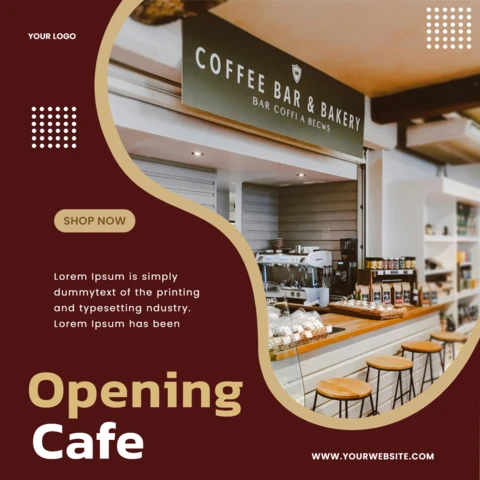 YOUR LOGO
COFFEE BAR & BAKERY
BAR COFFI A BECWS
SHOP NOW
Lorem Ipsum is simply
dummytext of the printing
and typesetting ndustry.
Lorem Ipsum has been
Opening
Cafe
WWW.YOURWEBSITE.COM